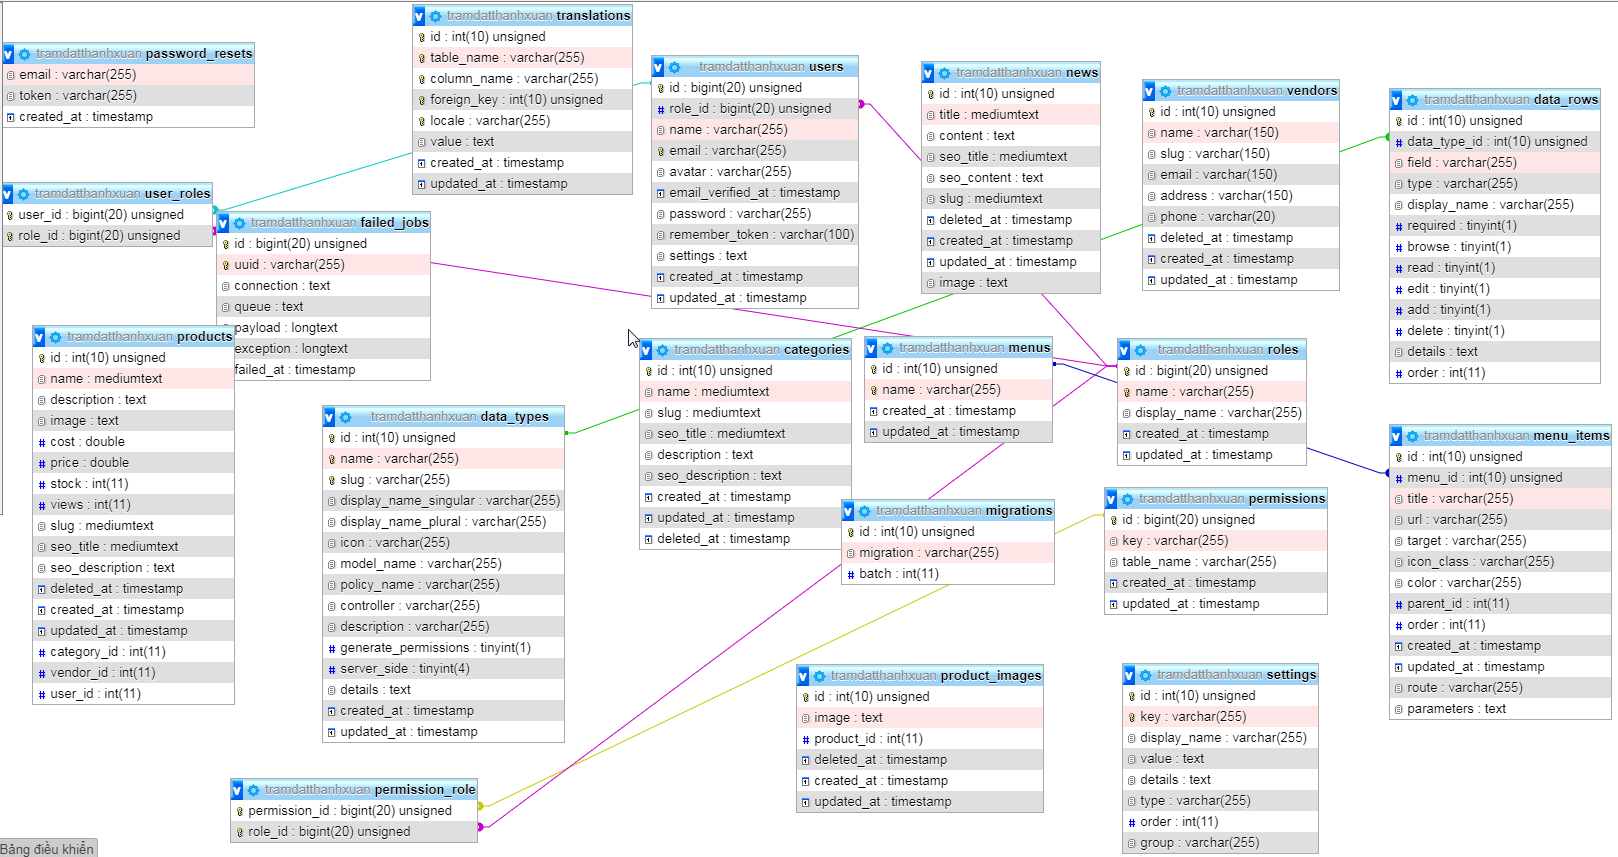 tramdatthanhxuan password_resets
email : varchar(255)
token : varchar(255)
created_at : timestamp
tramdatthanhxuan user_roles
user_id : bigint(20) unsigned
role_id : bigint(20) unsigned
tramdatthanhxuan translations
id : int(10) unsigned
table_name : varchar(255)
column_name : varchar(255)
foreign_key : int(10) unsigned
locale : varchar(255)
value : text
created_at : timestamp
updated_at : timestamp
tramdatthanhxuan failed_jobs
id : bigint(20) unsigned
uuid : varchar(255)
connection : text
queue : text
payload : longtext
exception : longtext
failed_at : timestamp
tramdatthanhxuan users
id : bigint(20) unsigned
role_id : bigint(20) unsigned
name : varchar(255)
email : varchar(255)
avatar : varchar(255)
email_verified_at : timestamp
password : varchar(255)
remember_token : varchar(100)
settings : text
created_at : timestamp
updated_at : timestamp
tramdatthanhxuan news
id : int(10) unsigned
title : mediumtext
content : text
seo_title : mediumtext
seo_content : text
slug : mediumtext
deleted_at : timestamp
created_at : timestamp
updated_at : timestamp
image : text
tramdatthanhxuan vendors
id : int(10) unsigned
name : varchar(150)
slug : varchar(150)
email : varchar(150)
address : varchar(150)
phone : varchar(20)
deleted_at : timestamp
created_at : timestamp
updated_at : timestamp
tramdatthanhxuan data_rows
id : int(10) unsigned
data_type_id : int(10) unsigned
field : varchar(255)
type : varchar(255)
display_name : varchar(255)
required : tinyint(1)
browse : tinyint(1)
read : tinyint(1)
edit : tinyint(1)
add : tinyint(1)
delete : tinyint(1)
details : text
order : int(11)
tramdatthanhxuan products
id : int(10) unsigned
name : mediumtext
description : text
image : text
cost : double
price : double
stock : int(11)
views : int(11)
slug : mediumtext
seo_title : mediumtext
seo_description : text
deleted_at : timestamp
created_at : timestamp
updated_at : timestamp
category_id : int(11)
vendor_id : int(11)
user_id : int(11)
tramdatthanhxuan data_types
id : int(10) unsigned
name : varchar(255)
slug : varchar(255)
display_name_singular : varchar(255)
display_name_plural : varchar(255)
icon : varchar(255)
model_name : varchar(255)
policy_name : varchar(255)
controller : varchar(255)
description : varchar(255)
generate_permissions : tinyint(1)
server_side : tinyint(4)
details : text
created_at : timestamp
updated_at : timestamp
tramdatthanhxuan categories
id : int(10) unsigned
name : mediumtext
slug : mediumtext
seo_title : mediumtext
description : text
seo_description : text
created_at : timestamp
updated_at : timestamp
deleted_at : timestamp
tramdatthanhxuan menus
id : int(10) unsigned
name : varchar(255)
created_at : timestamp
updated_at : timestamp
tramdatthanhxuan roles
id : bigint(20) unsigned
name : varchar(255)
display_name : varchar(255)
created_at : timestamp
updated_at : timestamp
tramdatthanhxuan menu_items
id : int(10) unsigned
menu_id : int(10) unsigned
title : varchar(255)
url : varchar(255)
target : varchar(255)
icon_class : varchar(255)
color : varchar(255)
parent_id : int(11)
order : int(11)
created_at : timestamp
updated_at : timestamp
route : varchar(255)
parameters : text
tramdatthanhxuan migrations
id : int(10) unsigned
migration : varchar(255)
batch : int(11)
tramdatthanhxuan permissions
id : bigint(20) unsigned
key : varchar(255)
table_name : varchar(255)
created_at : timestamp
updated_at : timestamp
tramdatthanhxuan product_images
id : int(10) unsigned
image : text
product_id : int(11)
deleted_at : timestamp
created_at : timestamp
updated_at : timestamp
tramdatthanhxuan settings
id : int(10) unsigned
key : varchar(255)
display_name : varchar(255)
value : text
details : text
type : varchar(255)
order : int(11)
group : varchar(255)
tramdatthanhxuan permission_role
permission_id : bigint(20) unsigned
role_id : bigint(20) unsigned
Bảng điều khiển